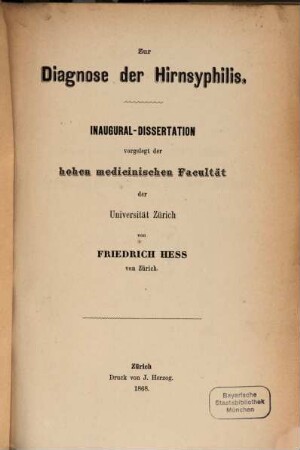 Zur
Diagnose der Hirnsyphilis.
INAUGURAL-DISSERTATION
vorgelegt der
hohen medicinischen Facultät
der
Universität Zürich
von
FRIEDRICH HESS
von Zürich.
Zürich
Druck von J. Herzog.
1868.
Bayerische
Staatsbibliothek
München